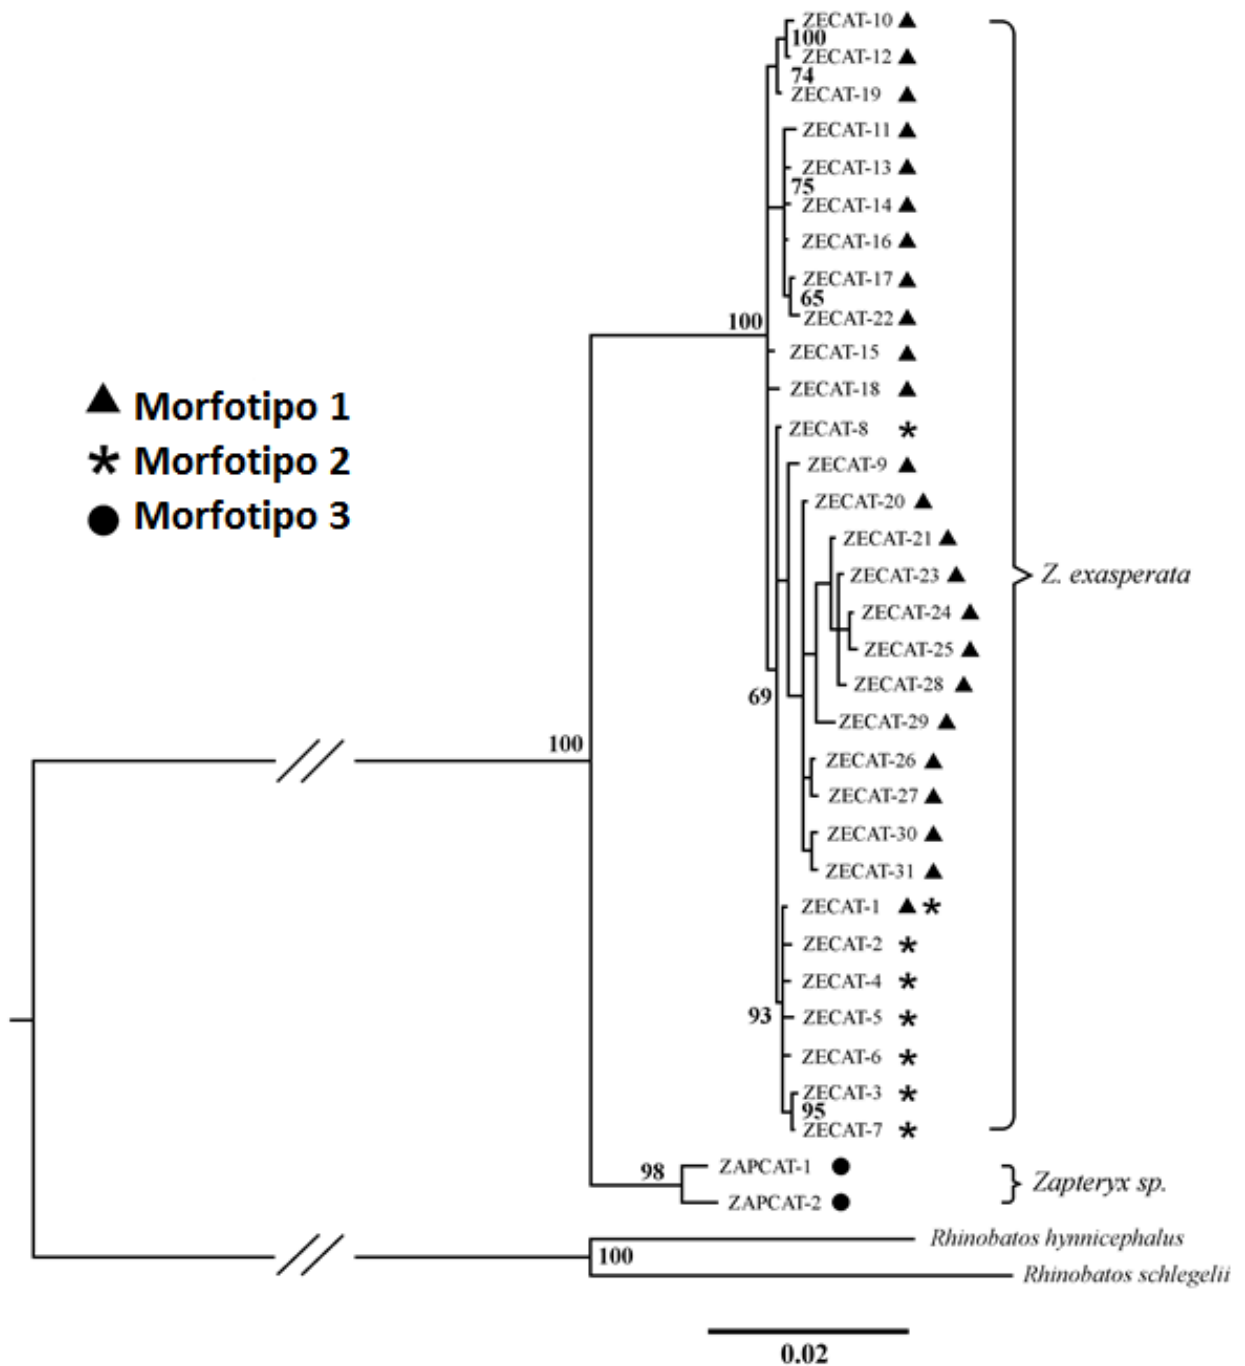 ZECAT-10
100
ZECAT-12
74
ZECAT-19
ZECAT-11
ZECAT-13
75
ZECAT-14
ZECAT-16
ZECAT-17
65
ZECAT-22
100
ZECAT-15
ZECAT-18
Morfotipo 1
Morfotipo 2
Morfotipo 3
ZECAT-8
ZECAT-9
ZECAT-20
ZECAT-21
ZECAT-23
Z. exasperata
ZECAT-24
ZECAT-25
ZECAT-28
69
ZECAT-29
100
ZECAT-26
ZECAT-27
ZECAT-30
ZECAT-31
ZECAT-1
ZECAT-2
ZECAT-4
93
ZECAT-5
ZECAT-6
ZECAT-3
95
ZECAT-7
98
ZAPCAT-1
Zapteryx sp.
ZAPCAT-2
Rhinobatos hynnicephalus
100
Rhinobatos schlegelii
0.02